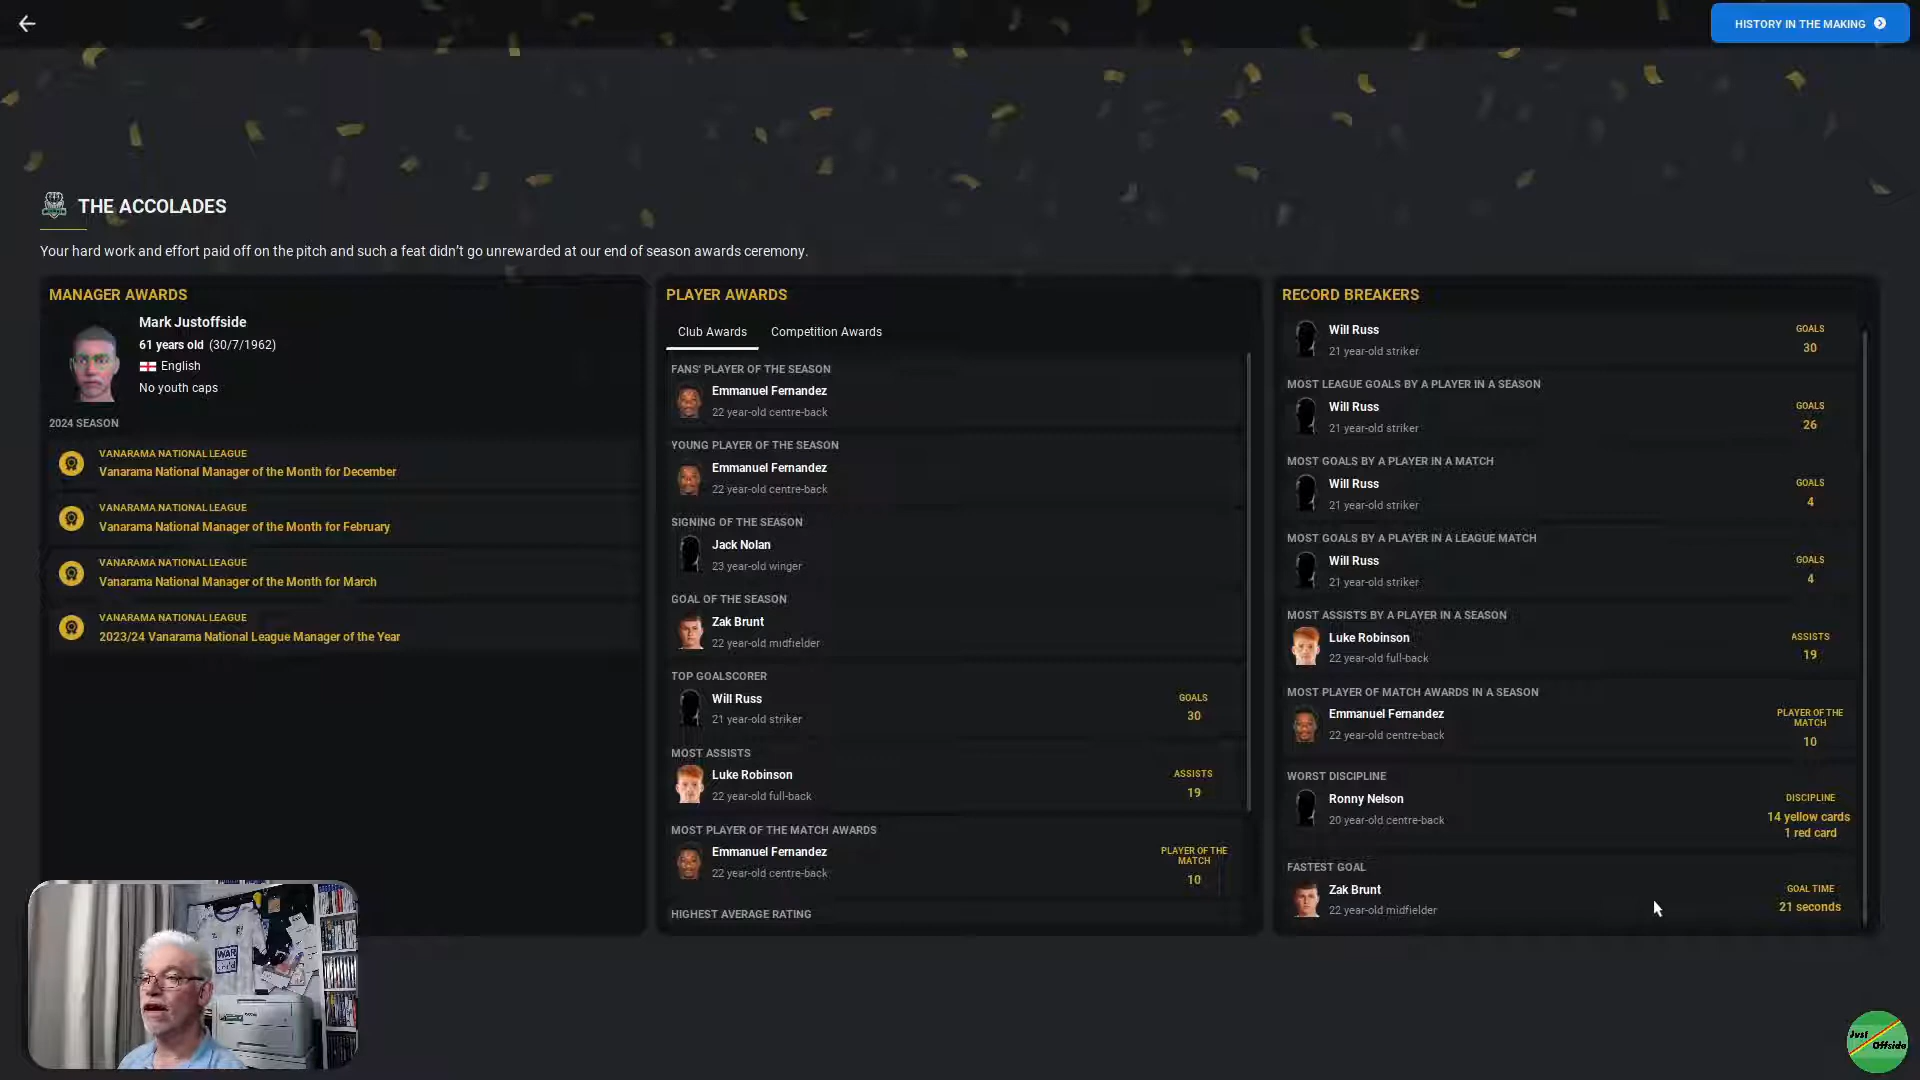 HISTORY IN THE MAKING
THE ACCOLADES
Your hard work and effort paid off on the pitch and such a feat didn't go unrewarded at our end of season awards ceremony.
MANAGER AWARDS
Mark Justoffside
61 years old (30/7/1962)
English
No youth caps
2024 SEASON
VANARAMA NATIONAL LEAGUE
Vanarama National Manager of the Month for December
VANARAMA NATIONAL LEAGUE
Vanarama National Manager of the Month for February
VANARAMA NATIONAL LEAGUE
Vanarama National Manager of the Month for March
VANARAMA NATIONAL LEAGUE
2023/24 Vanarama National League Manager of the Year
PLAYER AWARDS
Club Awards Competition Awards
FANS' PLAYER OF THE SEASON
Emmanuel Fernandez
22 year-old centre-back
YOUNG PLAYER OF THE SEASON
Emmanuel Fernandez
22 year-old centre-back
SIGNING OF THE SEASON
Jack Nolan
23 year-old winger
GOAL OF THE SEASON
Zak Brunt
22 year-old midfielder
TOP GOALSCORER
Will Russ
21 year-old striker
GOALS
30
MOST ASSISTS
Luke Robinson
22 year-old full-back
ASSISTS
19
MOST PLAYER OF THE MATCH AWARDS
Emmanuel Fernandez
22 year-old centre-back
PLAYER OF THE
MATCH
10
HIGHEST AVERAGE RATING
RECORD BREAKERS
Will Russ
21 year-old striker
GOALS
30
MOST LEAGUE GOALS BY A PLAYER IN A SEASON
Will Russ
21 year-old striker
GOALS
26
MOST GOALS BY A PLAYER IN A MATCH
Will Russ
21 year-old striker
GOALS
4
MOST GOALS BY A PLAYER IN A LEAGUE MATCH
Will Russ
21 year-old striker
GOALS
4
MOST ASSISTS BY A PLAYER IN A SEASON
Luke Robinson
22 year-old full-back
ASSISTS
19
MOST PLAYER OF MATCH AWARDS IN A SEASON
Emmanuel Fernandez
22 year-old centre-back
PLAYER OF THE
MATCH
10
WORST DISCIPLINE
Ronny Nelson
20 year-old centre-back
DISCIPLINE
14 yellow cards
1 red card
FASTEST GOAL
Zak Brunt
22 year-old midfielder
GOAL TIME
21 seconds
WAR
Just
Offside